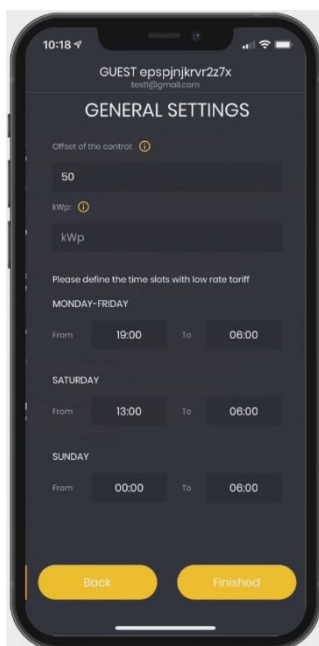 10:18
GUEST epspjnjkrvr2z7x
test1@gmail.com
GENERAL SETTINGS
Offset of the control:
50
kWp:
kWp
Please define the time slots with low rate tariff
MONDAY-FRIDAY
From 19:00 To 06:00
SATURDAY
From 13:00 To 06:00
SUNDAY
From 00:00 To 06:00
Back Finished